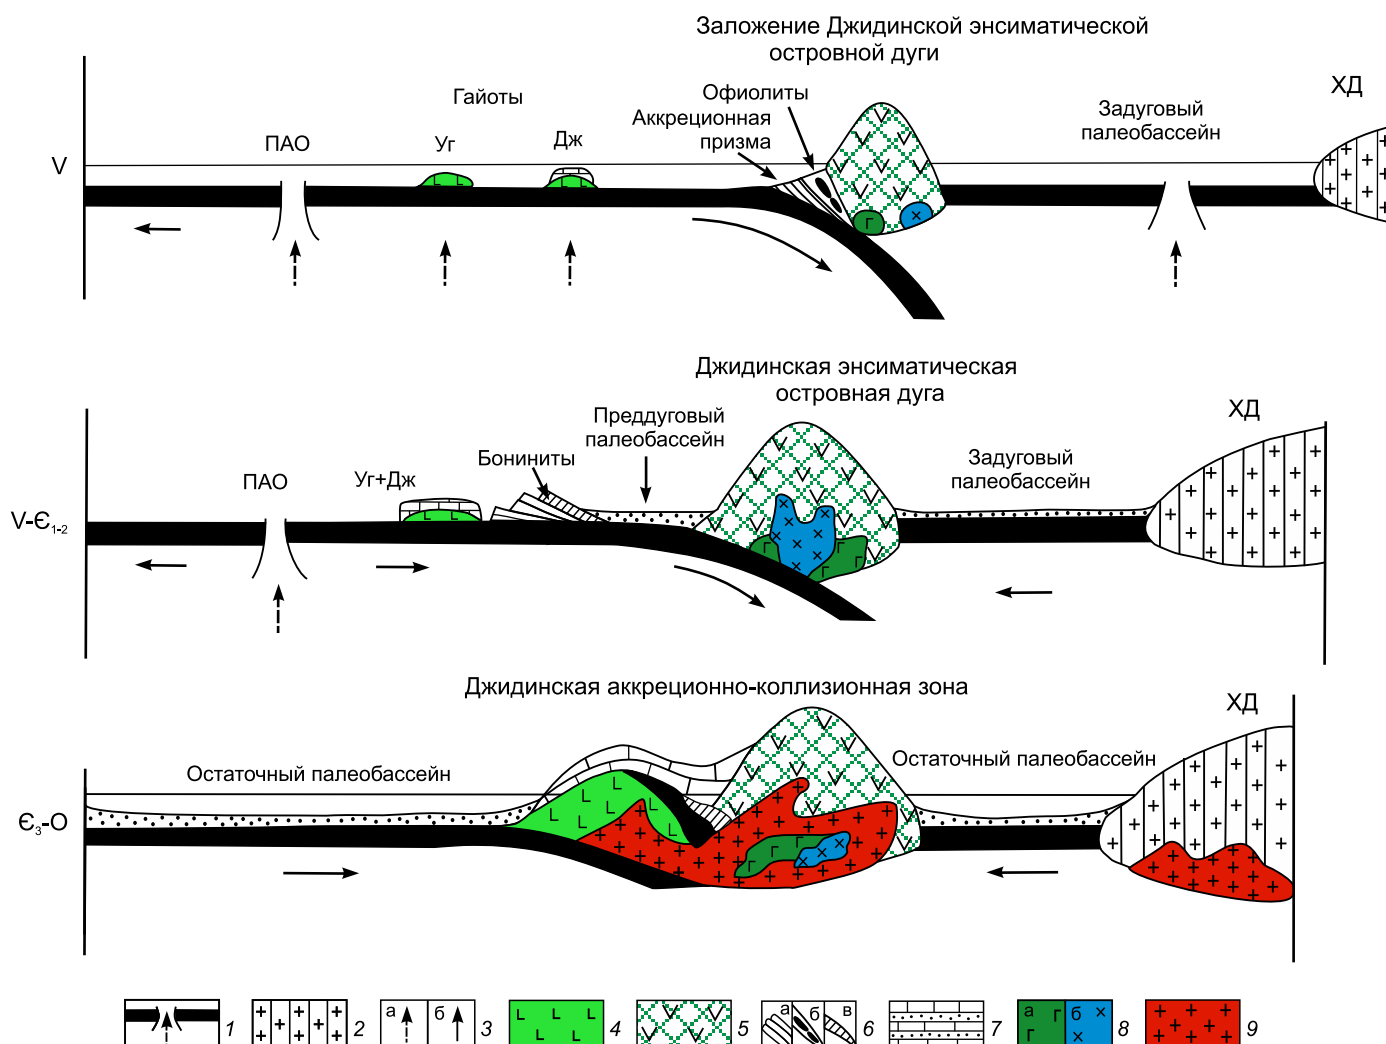 Заложение Джидинской энсиматической
островной дуги
ХД
Гайоты
Офиолиты
Аккреционная
призма
Задуговый
палеобассейн
ПАО
Уг
Дж
V
Г
×
Джидинская энсиматическая
островная дуга
ХД
Преддуговый
палеобассейн
Бониниты
Задуговый
палеобассейн
ПАО
Уг+Дж
V-Є1-2
Джидинская аккреционно-коллизионная зона
ХД
Остаточный палеобассейн
Остаточный палеобассейн
Є3-О
1
2
а
б
3
4
5
а
б
в
6
7
а
б
8
9